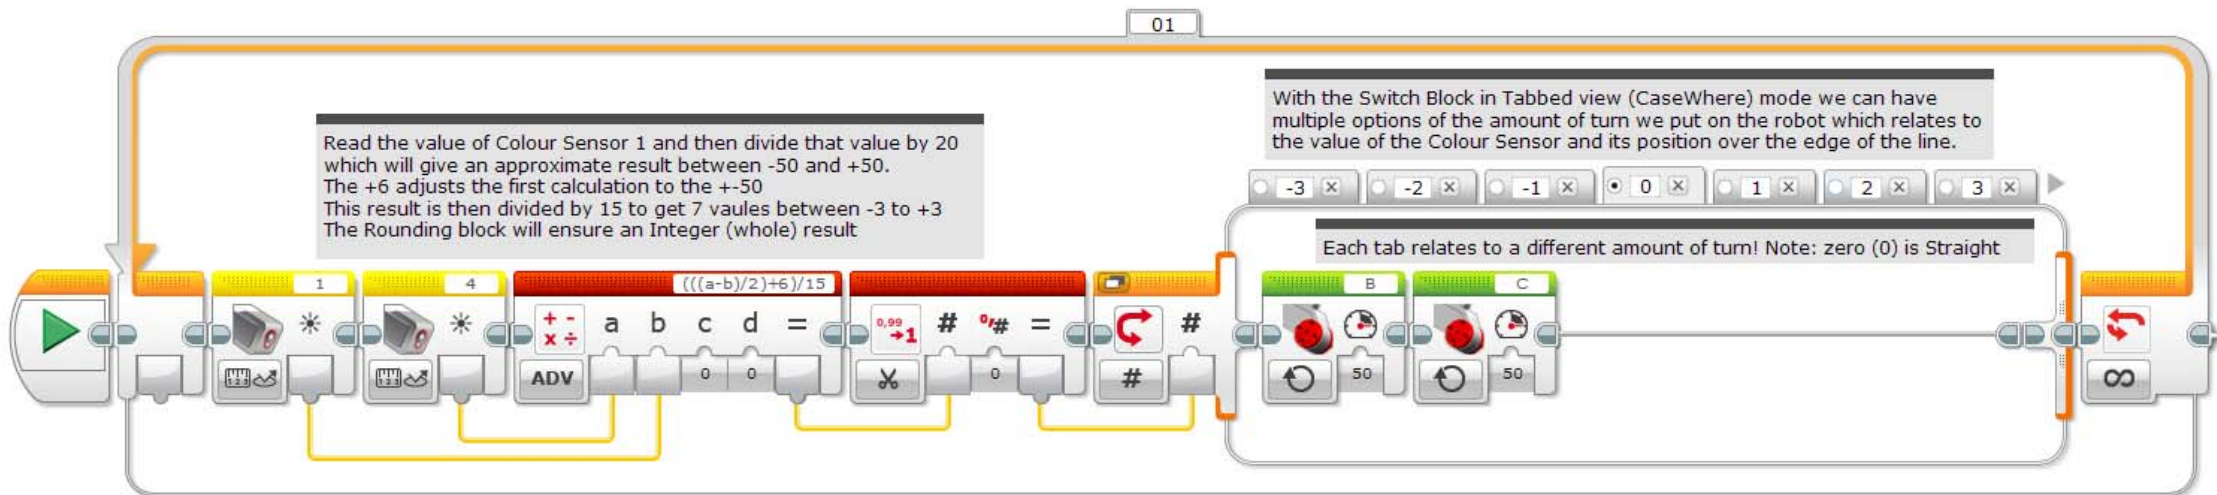 01
With the Switch Block in Tabbed view (CaseWhere) mode we can have
multiple options of the amount of turn we put on the robot which relates to
the value of the Colour Sensor and its position over the edge of the line.
Read the value of Colour Sensor 1 and then divide that value by 20
which will give an approximate result between -50 and +50.
The +6 adjusts the first calculation to the +-50
This result is then divided by 15 to get 7 vaules between -3 to +3
The Rounding block will ensure an Integer (whole) result
-3 -2 -1 0 1 2 3
Each tab relates to a different amount of turn! Note: zero (0) is Straight
1 4 (((a-b)/2)+6)/15 B C
+ - x ÷ a b c d = 0,99 →1 # 0/# = #
ADV 0 0 0 # 50 50 ∞